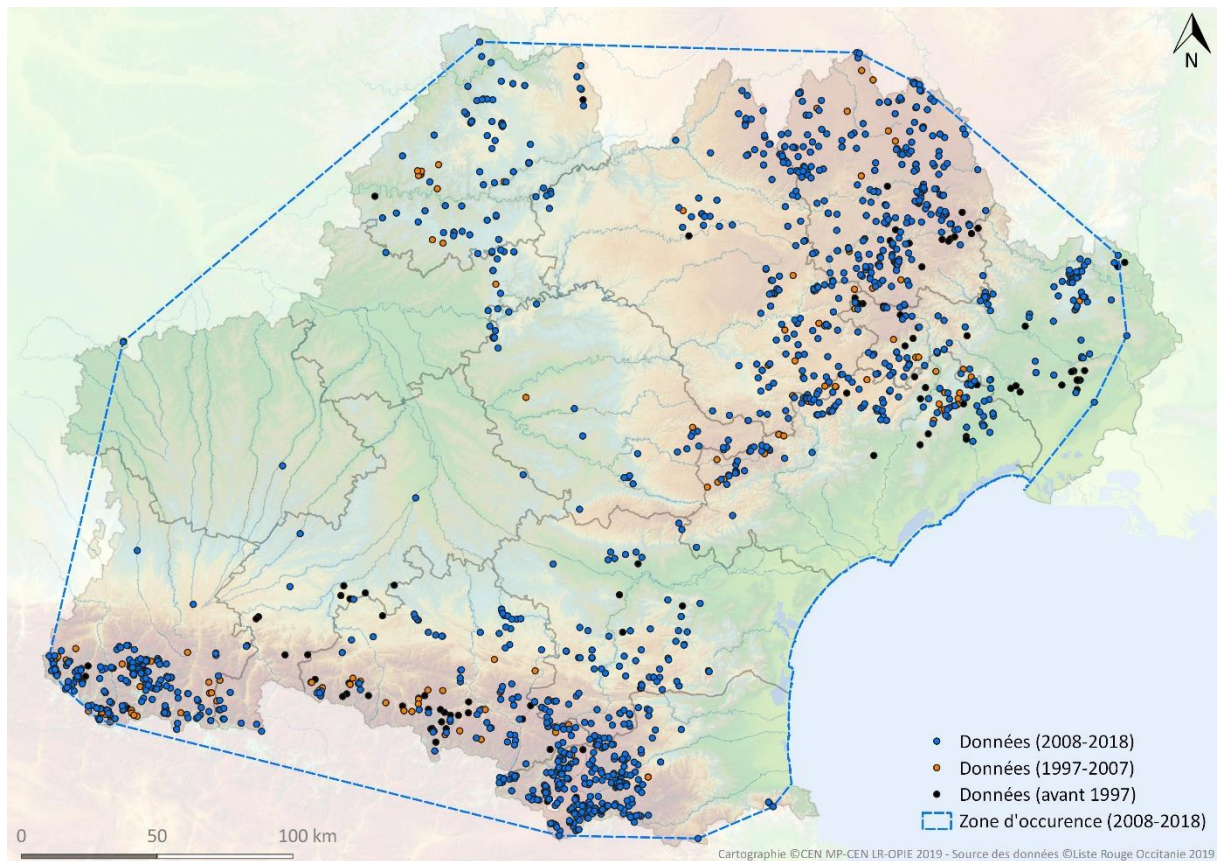 N
Données (2008-2018)
Données (1997-2007)
Données (avant 1997)
Zone d'occurence (2008-2018)
0 50 100 km
Cartographie ©CEN MP-CEN LR-OPIE 2019 - Source des données ©Liste Rouge Occitanie 2019